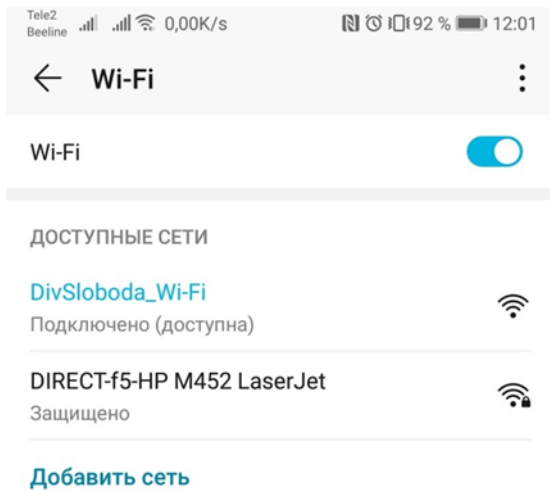 Tele2
Beeline 0,00K/s 92 % 12:01
Wi-Fi
Wi-Fi
ДОСТУПНЫЕ СЕТИ
DivSloboda_Wi-Fi
Подключено (доступна)
DIRECT-f5-HP M452 LaserJet
Защищено
Добавить сеть